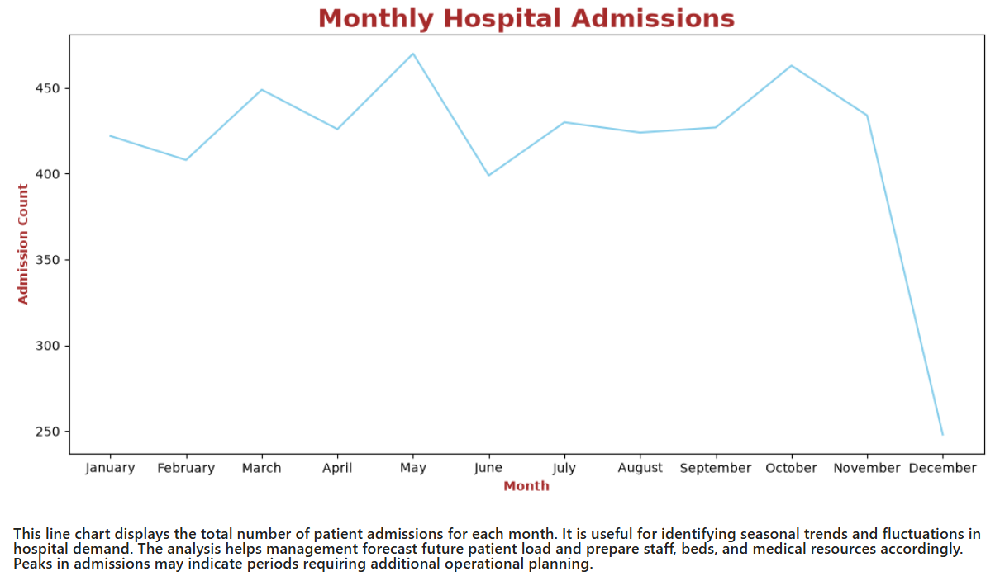 Monthly Hospital Admissions
450
400
350
300
250
Admission Count
January February March April May June July August September October November December
Month
This line chart displays the total number of patient admissions for each month. It is useful for identifying seasonal trends and fluctuations in
hospital demand. The analysis helps management forecast future patient load and prepare staff, beds, and medical resources accordingly.
Peaks in admissions may indicate periods requiring additional operational planning.